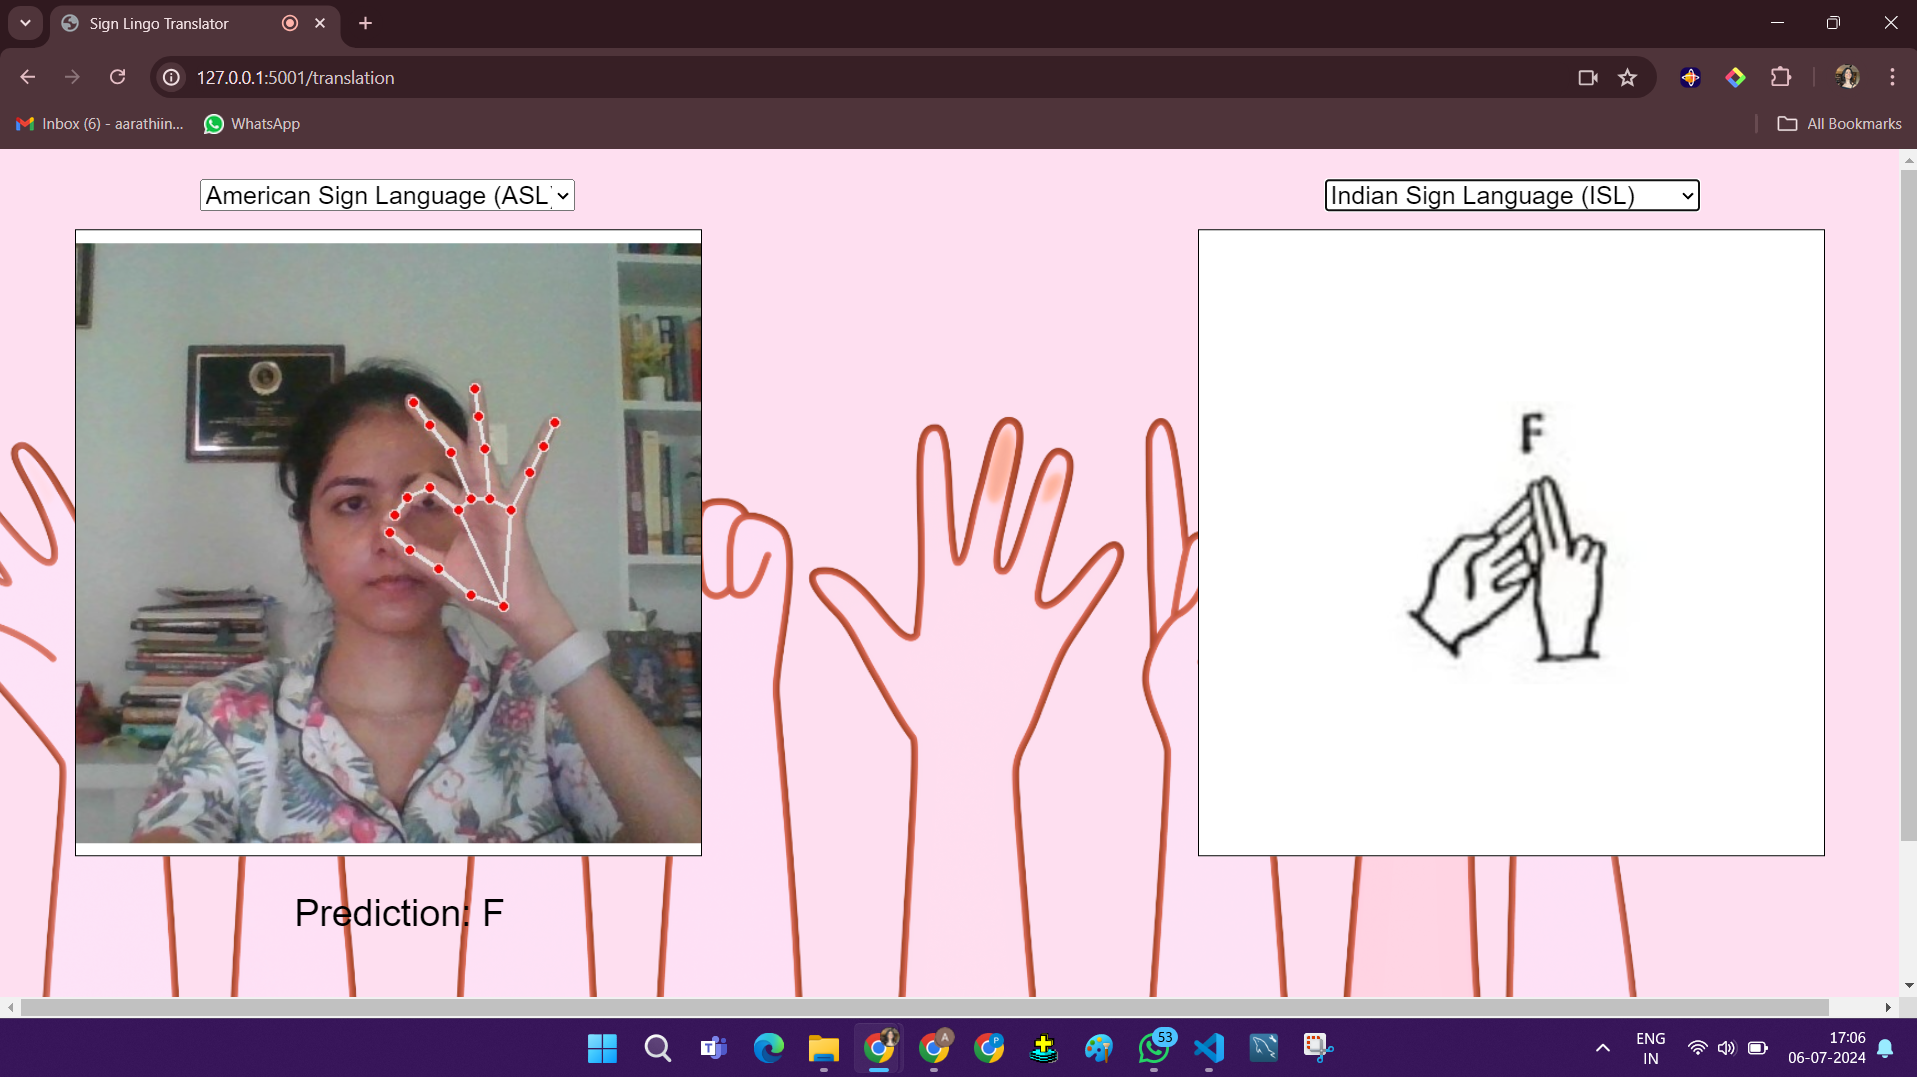 Sign Lingo Translator
127.0.0.1:5001/translation
Inbox (6) - aarathiin...
WhatsApp
All Bookmarks
American Sign Language (ASL)
Indian Sign Language (ISL)
F
Prediction: F
A
P
53
ENG
IN
17:06
06-07-2024